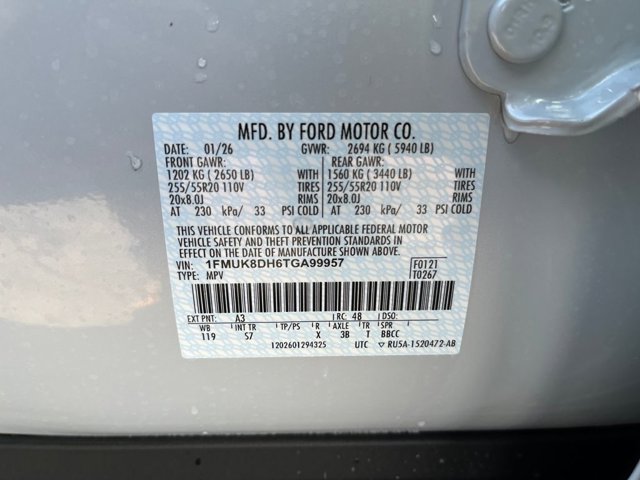 MFD. BY FORD MOTOR CO.
DATE: 01/26 GVWR: 2694 KG ( 5940 LB)
FRONT GAWR: REAR GAWR:
1202 KG ( 2650 LB) WITH 1560 KG ( 3440 LB) WITH
255/55R20 110V TIRES 255/55R20 110V TIRES
20x8.0J RIMS 20x8.0J RIMS
AT 230 kPa/ 33 PSI COLD AT 230 kPa/ 33 PSI COLD
THIS VEHICLE CONFORMS TO ALL APPLICABLE FEDERAL MOTOR
VEHICLE SAFETY AND THEFT PREVENTION STANDARDS IN
EFFECT ON THE DATE OF MANUFACTURE SHOWN ABOVE.
VIN: 1FMUK8DH6TGA99957 F0121
TYPE: MPV T0267
EXT PNT: A3 RC: 48
WB INT TR TP/PS R AXLE TR SPR
119 S7 X 3B T BBCC
1202601294325 UTC ▽ RU5A-1520472-AB